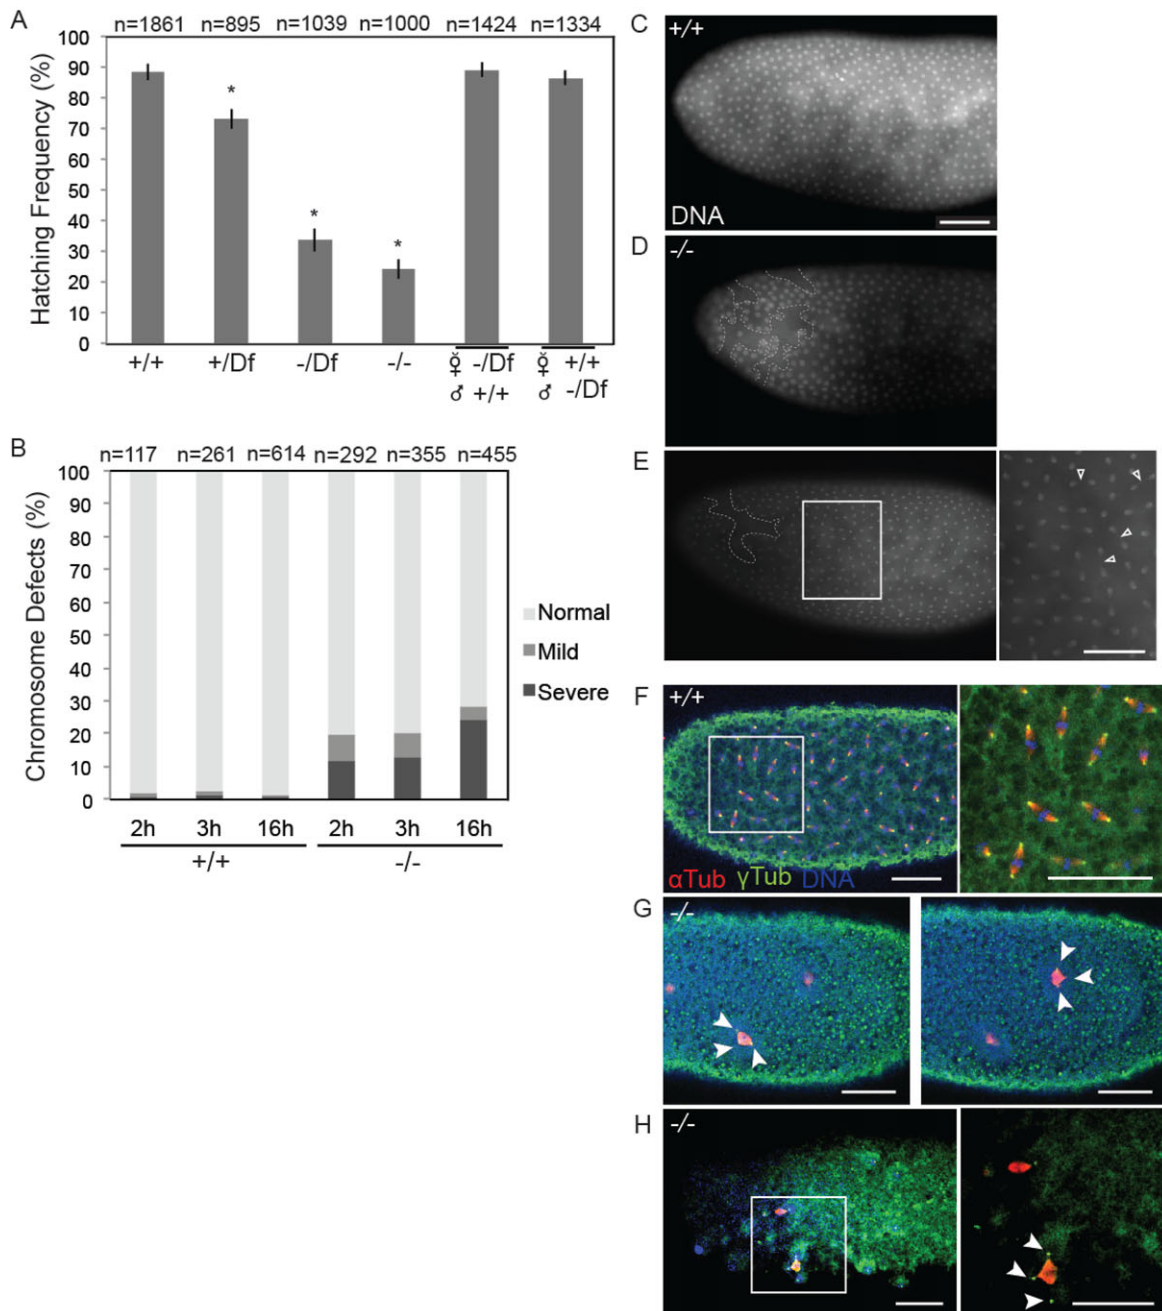 A
n=1861 n=895 n=1039 n=1000 n=1424 n=1334
Hatching Frequency (%)
100
90
80
70
60
50
40
30
20
10
0
*
*
*
+/+ +/Df -/Df -/- ☿ -/Df ☿ +/+
♂ +/+ ♂ -/Df
B
n=117 n=261 n=614 n=292 n=355 n=455
Chromosome Defects (%)
100
90
80
70
60
50
40
30
20
10
0
Normal
Mild
Severe
2h 3h 16h 2h 3h 16h
+/+ -/-
C
+/+
DNA
D
-/-
E
F
+/+
αTub γTub DNA
G
-/-
H
-/-